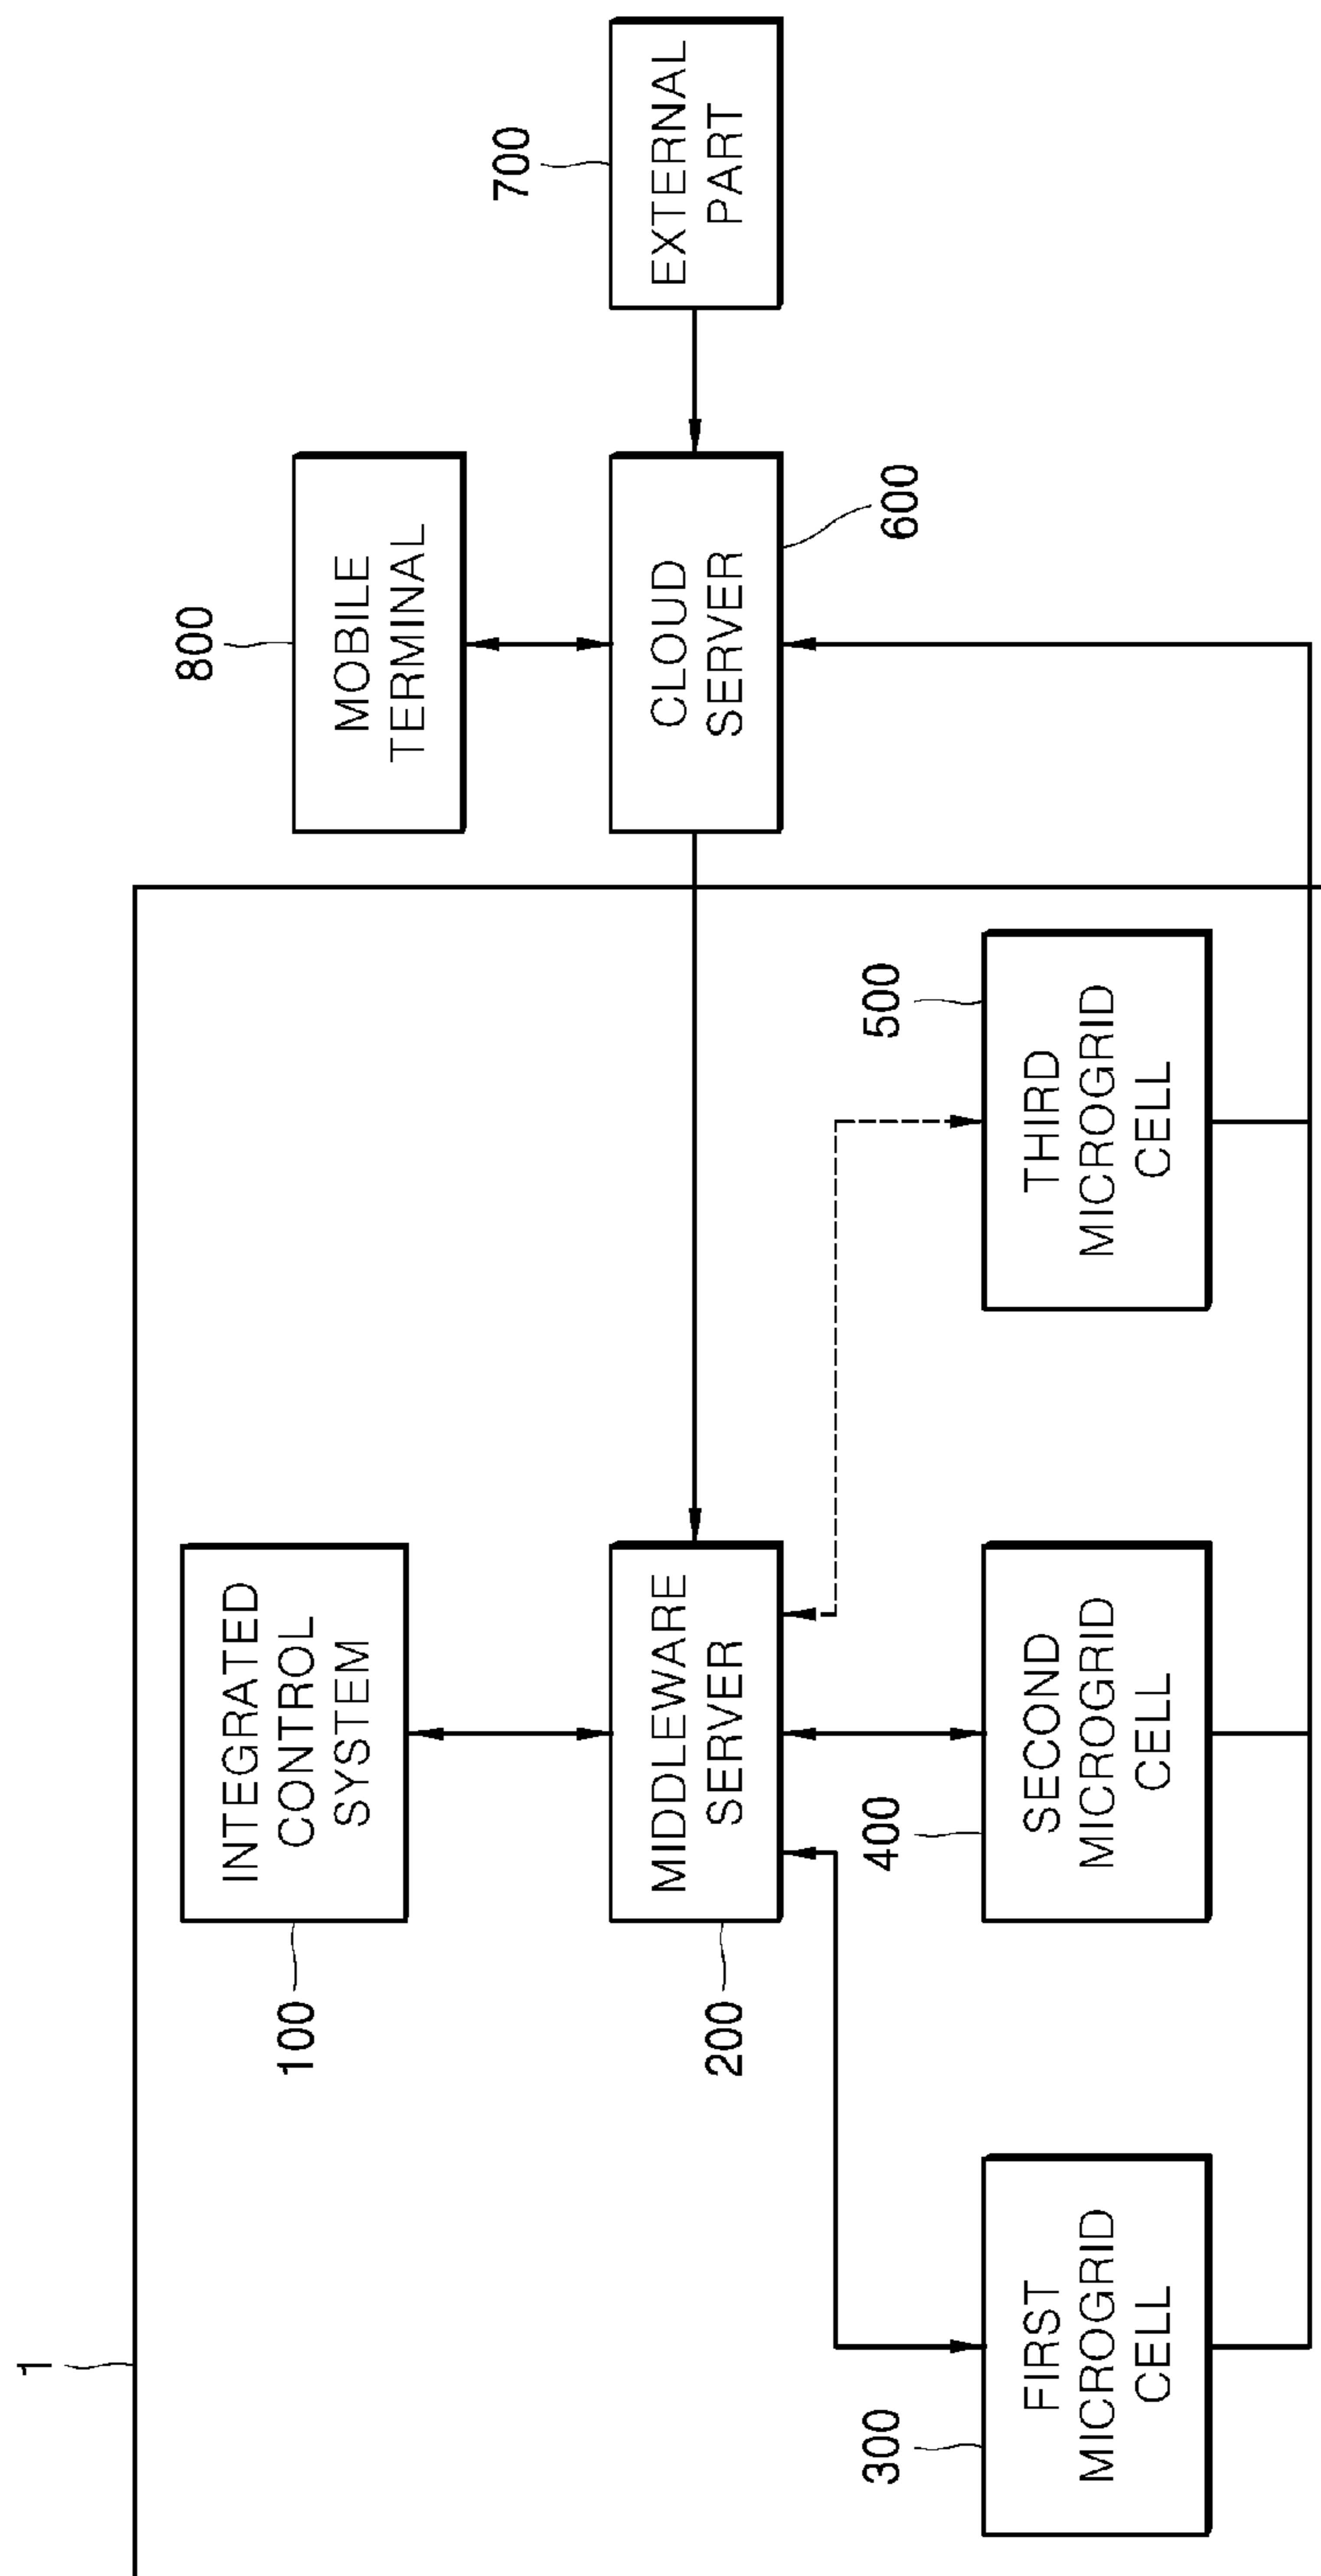 1
100
INTEGRATED
CONTROL
SYSTEM
800
MOBILE
TERMINAL
200
MIDDLEWARE
SERVER
CLOUD
SERVER
600
700
EXTERNAL
PART
300
FIRST
MICROGRID
CELL
400
SECOND
MICROGRID
CELL
500
THIRD
MICROGRID
CELL